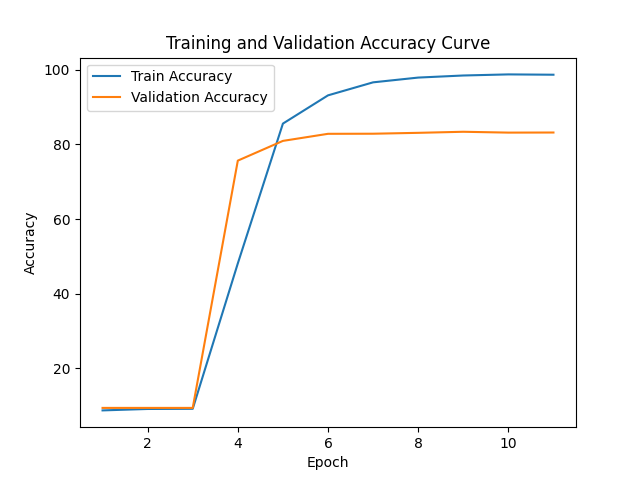 Training and Validation Accuracy Curve
Train Accuracy
Validation Accuracy
100
80
60
40
20
Accuracy
2 4 6 8 10
Epoch